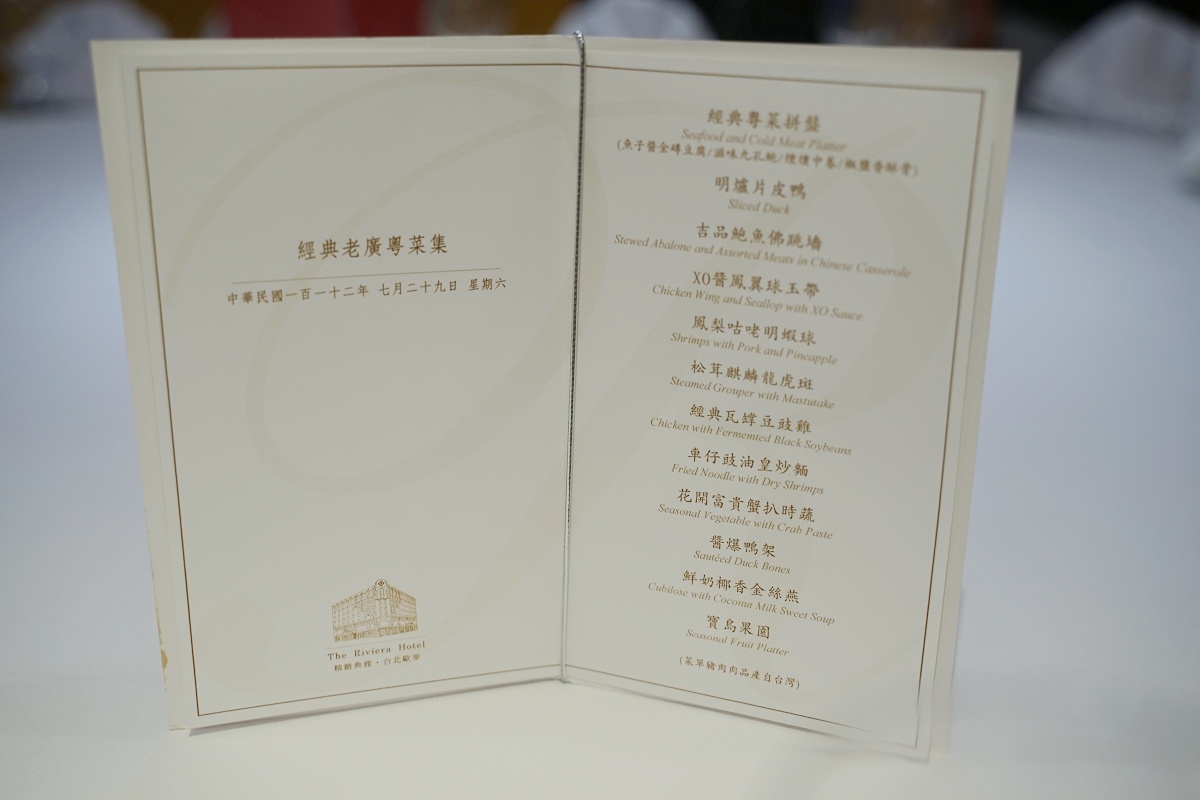 經典老廣粵菜集
中華民國一百一十二年 七月二十九日 星期六
The Riviera Hotel
精緻典雅・台北歐華
經典粵菜拼盤
Seafood and Cold Meat Platter
(魚子醬金磚豆腐/滋味九孔鮑/煙燻中卷/椒鹽香酥骨)
明爐片皮鴨
Sliced Duck
吉品鮑魚佛跳墻
Stewed Abalone and Assorted Meats in Chinese Casserole
XO醬鳳翼球玉帶
Chicken Wing and Seallop with XO Sauce
鳳梨咕咾明蝦球
Shrimps with Pork and Pineapple
松茸麒麟龍虎斑
Steamed Grouper with Mastutake
經典瓦罉豆豉雞
Chicken with Fermemted Black Soybeans
車仔豉油皇炒麵
Fried Noodle with Dry Shrimps
花開富貴蟹扒時蔬
Seasonal Vegetable with Crab Paste
醬爆鴨架
Sautéed Duck Bones
鮮奶椰香金絲燕
Cubilose with Coconut Milk Sweet Soup
寶島果園
Seasonal Fruit Platter
(菜單豬肉肉品產自台灣)